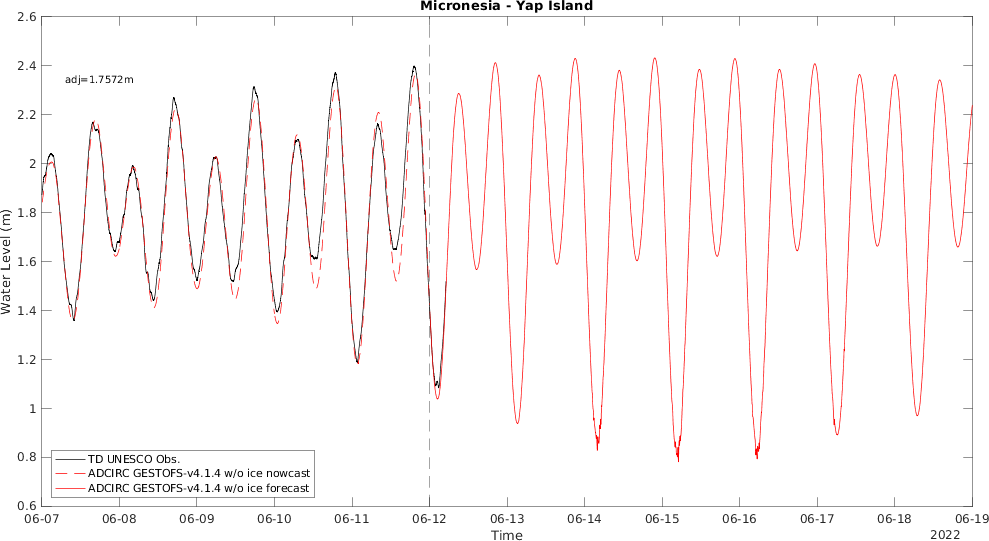 Micronesia - Yap Island
2.6
2.4
2.2
2
1.8
1.6
1.4
1.2
1
0.8
0.6
Water Level (m)
adj=1.7572m
TD UNESCO Obs.
ADCIRC GESTOFS-v4.1.4 w/o ice nowcast
ADCIRC GESTOFS-v4.1.4 w/o ice forecast
06-07 06-08 06-09 06-10 06-11 06-12 06-13 06-14 06-15 06-16 06-17 06-18 06-19
Time
2022